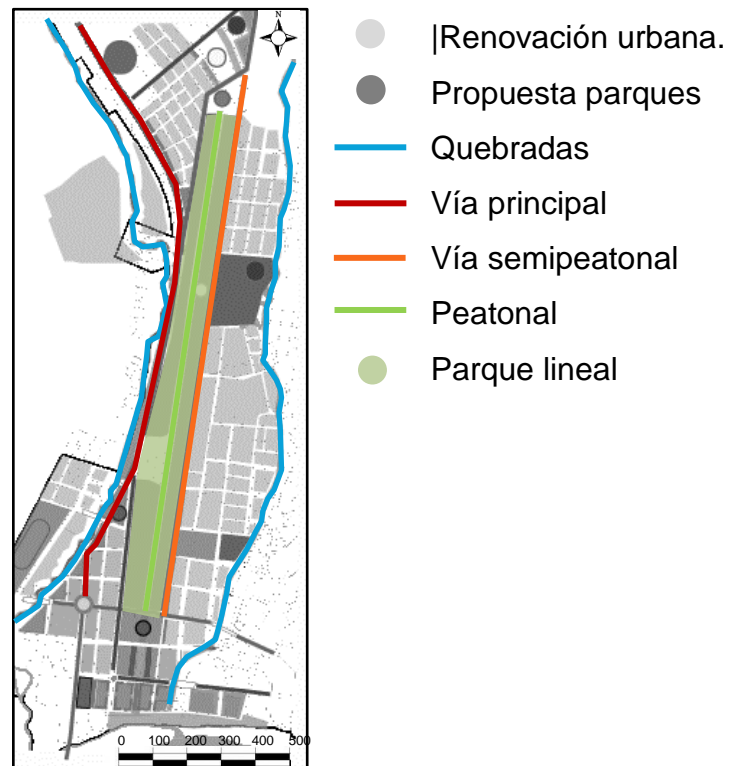 N
|Renovación urbana.
Propuesta parques
Quebradas
Vía principal
Vía semipeatonal
Peatonal
Parque lineal
0 100 200 300 400 500